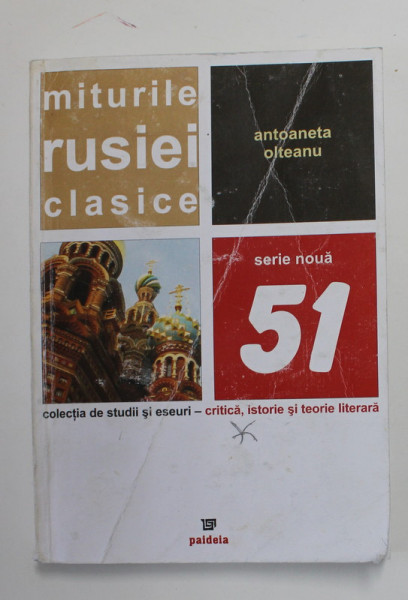 miturile
rusiei
clasice
antoaneta
olteanu
serie nouă
51
colecția de studii și eseuri – critică, istorie și teorie literară
paideia